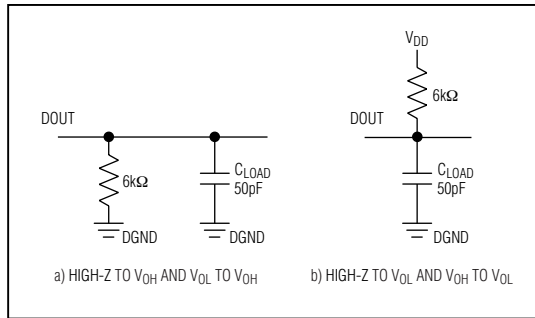 DOUT
6kΩ
C_LOAD
50pF
DGND
DGND
a) HIGH-Z TO V_OH AND V_OL TO V_OH
V_DD
6kΩ
DOUT
C_LOAD
50pF
DGND
b) HIGH-Z TO V_OL AND V_OH TO V_OL